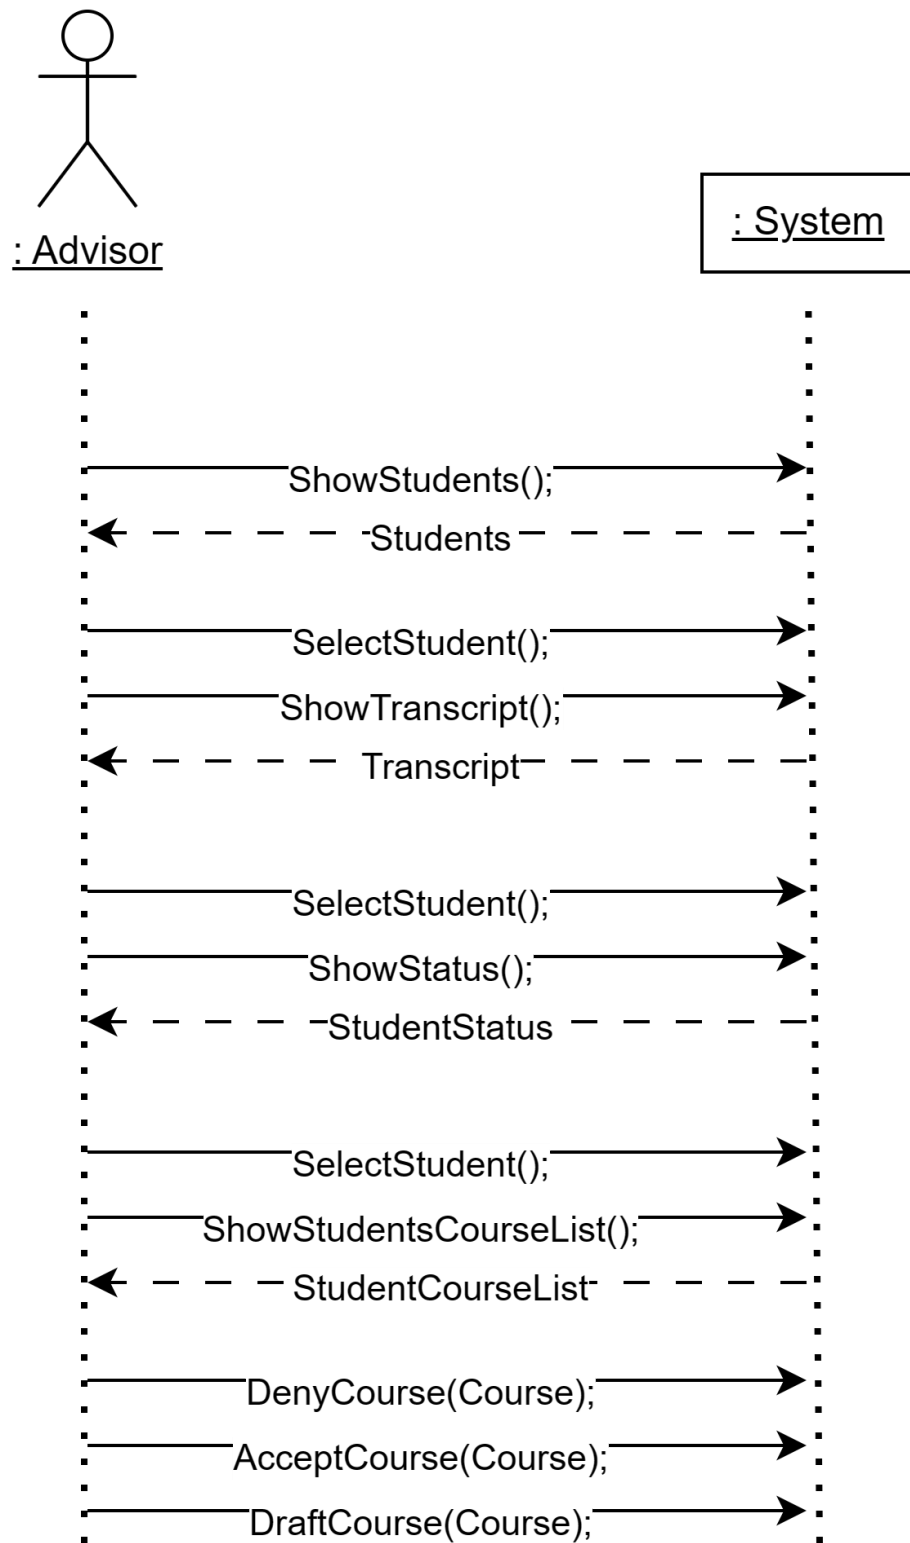 : Advisor
: System
ShowStudents();
Students
SelectStudent();
ShowTranscript();
Transcript
SelectStudent();
ShowStatus();
StudentStatus
SelectStudent();
ShowStudentsCourseList();
StudentCourseList
DenyCourse(Course);
AcceptCourse(Course);
DraftCourse(Course);